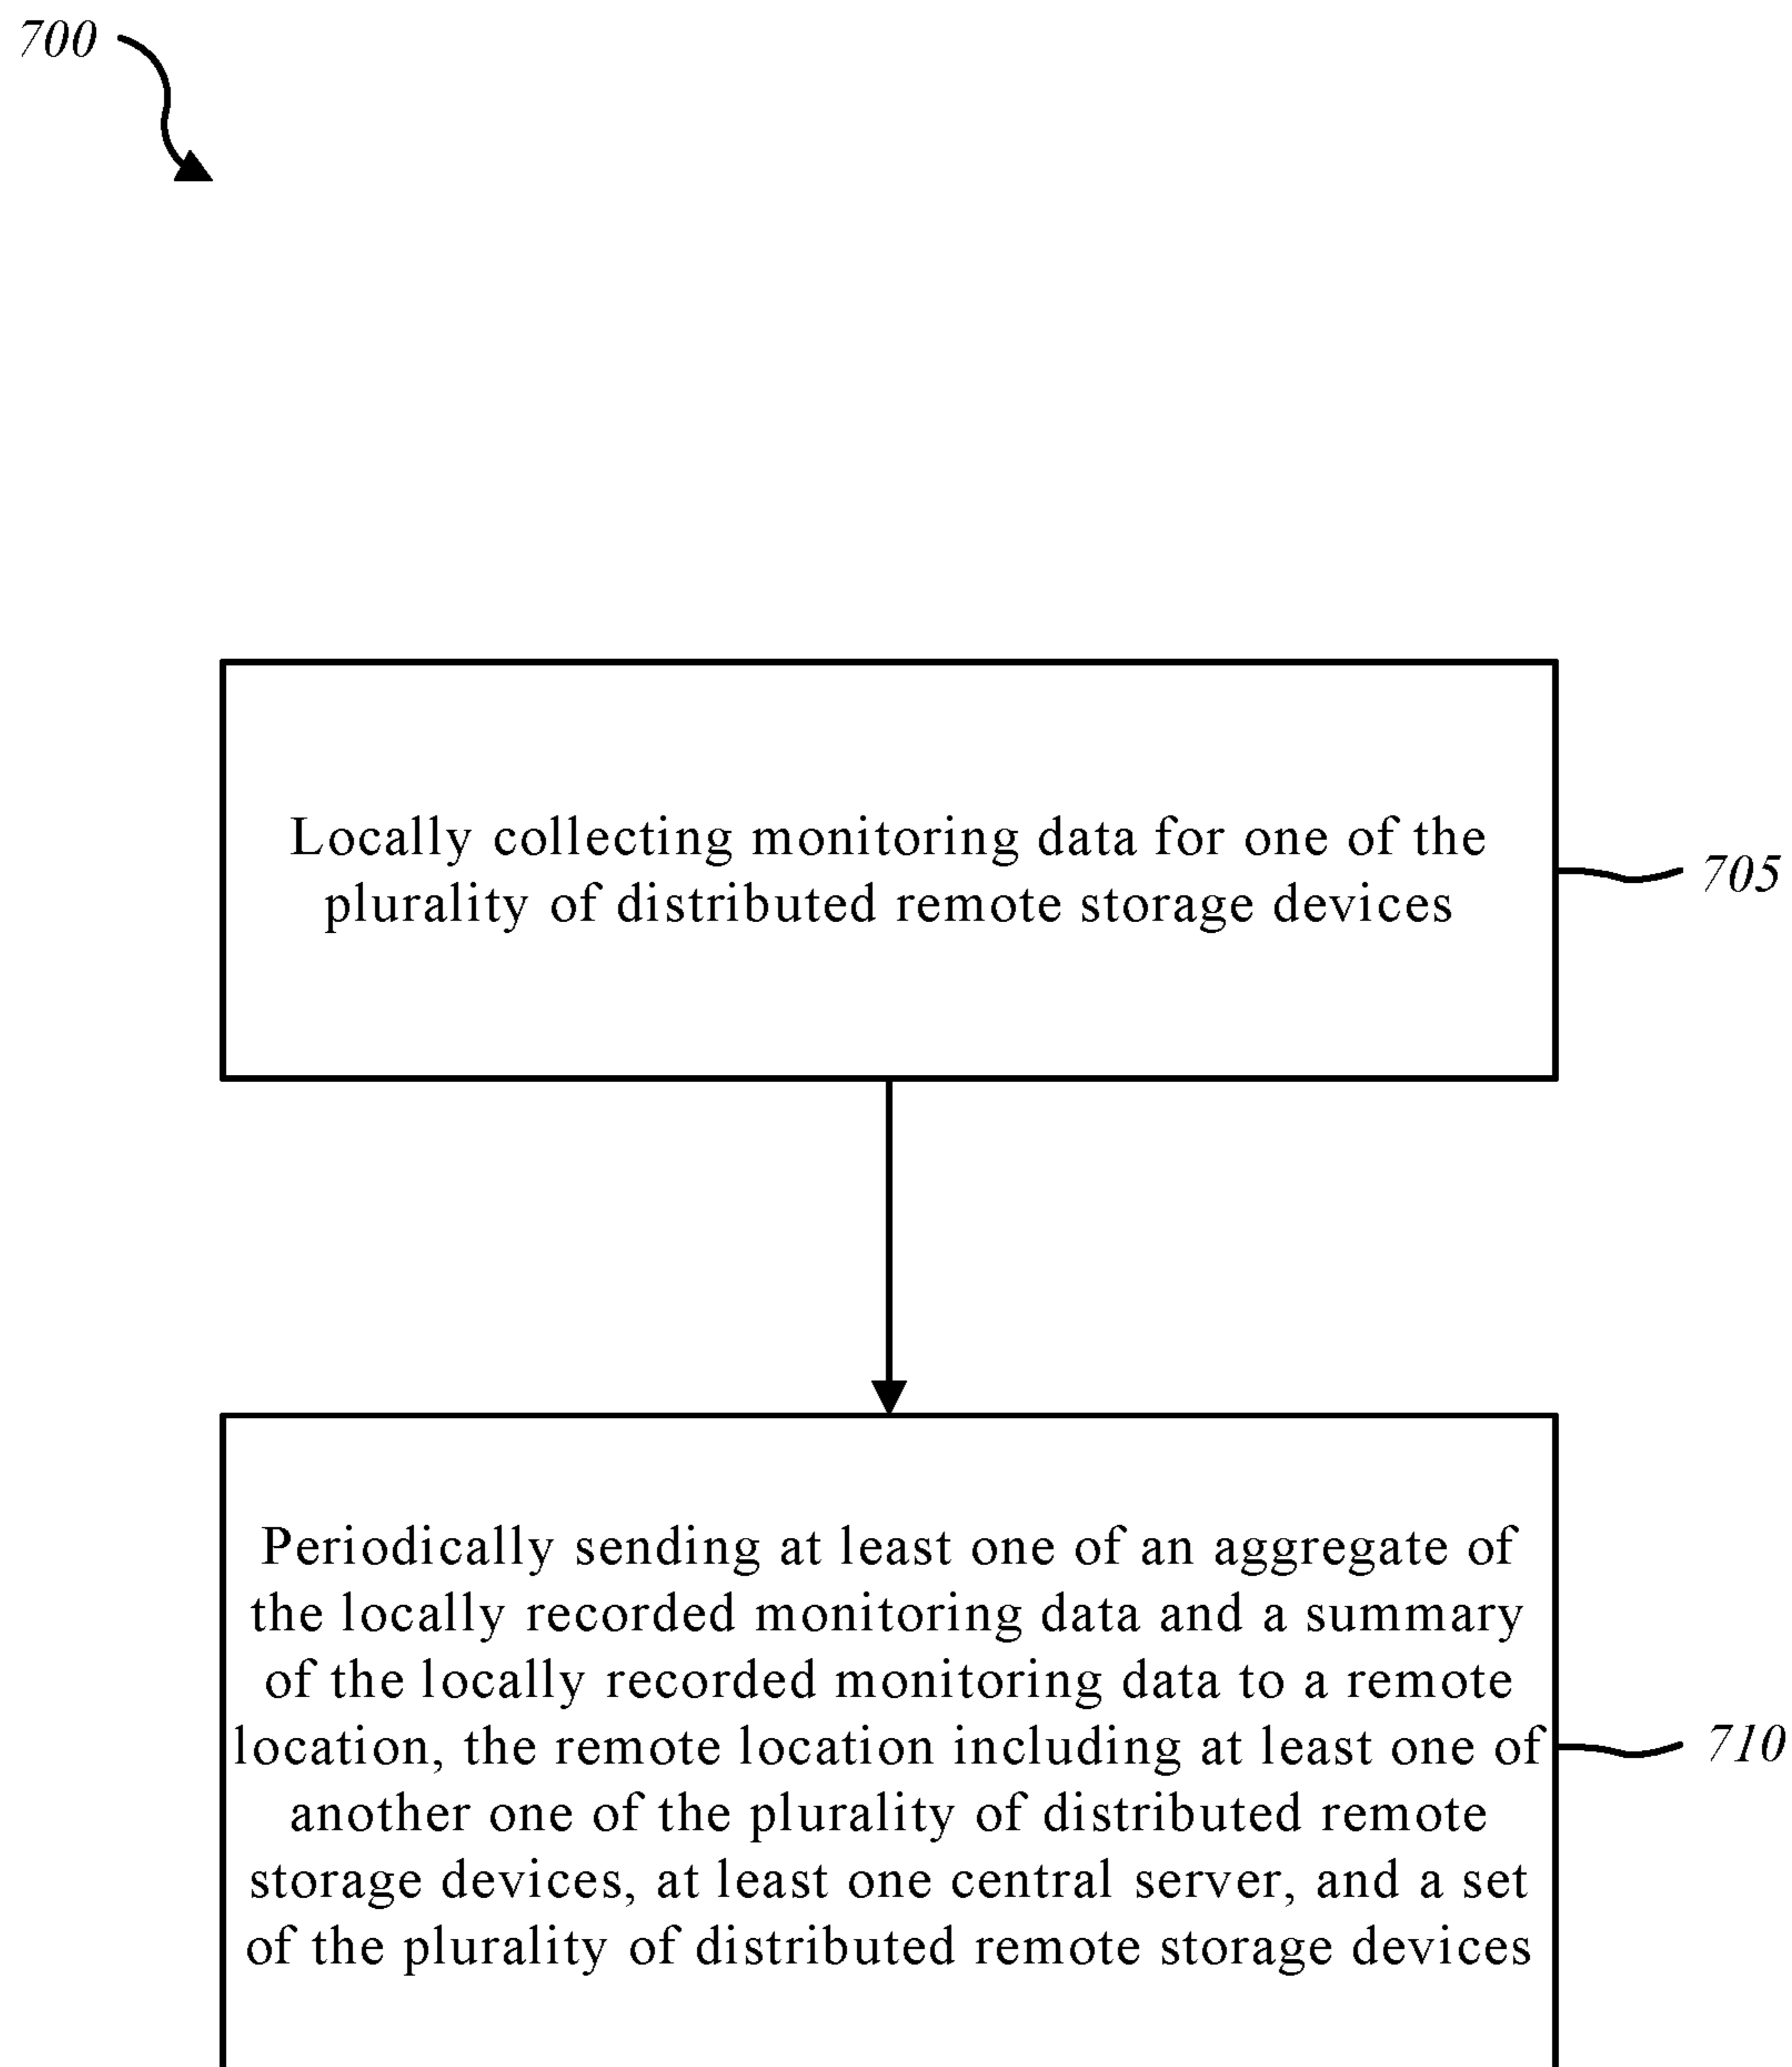 700
Locally collecting monitoring data for one of the
plurality of distributed remote storage devices
705
Periodically sending at least one of an aggregate of
the locally recorded monitoring data and a summary
of the locally recorded monitoring data to a remote
location, the remote location including at least one of
another one of the plurality of distributed remote
storage devices, at least one central server, and a set
of the plurality of distributed remote storage devices
710